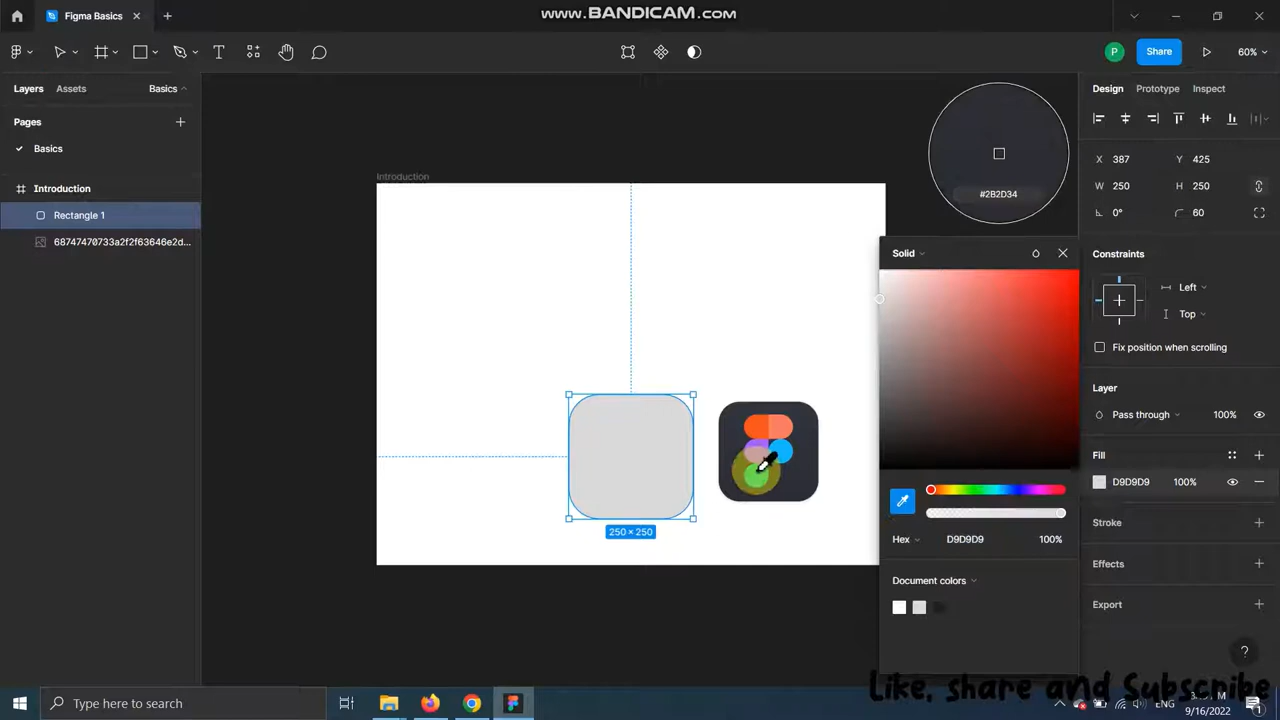 WWW.BANDICAM.COM
Figma Basics
P
Share
60%
Layers
Assets
Basics
Design
Prototype
Inspect
Pages
Basics
Introduction
Rectangle 1
68747470733a2f2f63646e2d...
Introduction
250 × 250
#2B2D34
X 387
Y 425
W 250
H 250
0°
60
Solid
Hex
D9D9D9
100%
Document colors
Constraints
Left
Top
Fix position when scrolling
Layer
Pass through
100%
Fill
D9D9D9
100%
Stroke
Effects
Export
?
Like, share and Subscribe
Type here to search
9/16/2022